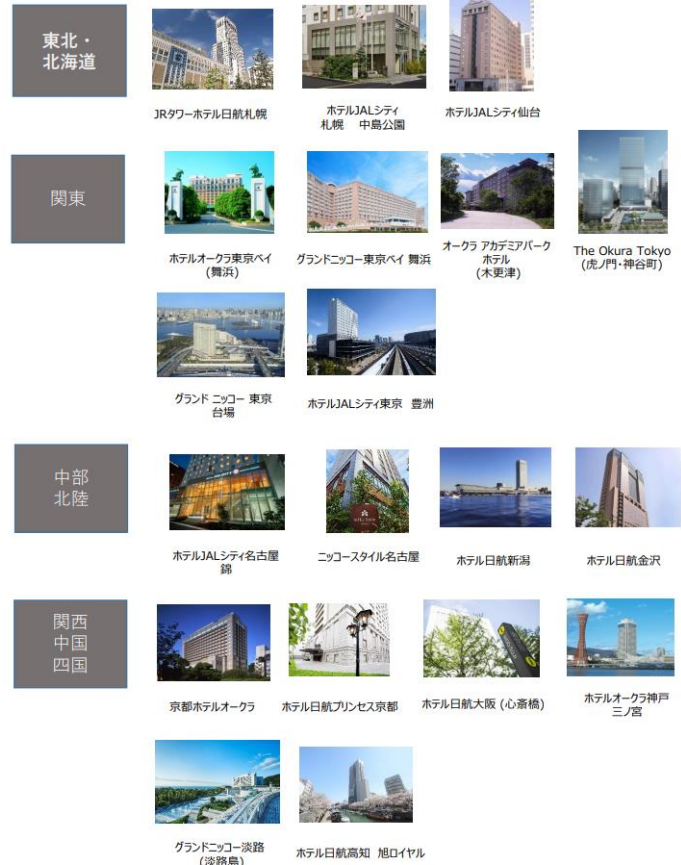 東北・
北海道
JRタワーホテル日航札幌
ホテルJALシティ
札幌　中島公園
ホテルJALシティ仙台
関東
ホテルオークラ東京ベイ
(舞浜)
グランドニッコー東京ベイ 舞浜
オークラ アカデミアパーク
ホテル
(木更津)
The Okura Tokyo
(虎ノ門・神谷町)
グランド ニッコー 東京
台場
ホテルJALシティ東京　豊洲
中部
北陸
ホテルJALシティ名古屋
錦
ニッコースタイル名古屋
ホテル日航新潟
ホテル日航金沢
関西
中国
四国
京都ホテルオークラ
ホテル日航プリンセス京都
ホテル日航大阪 (心斎橋)
ホテルオークラ神戸
三ノ宮
グランドニッコー淡路
(淡路島)
ホテル日航高知　旭ロイヤル